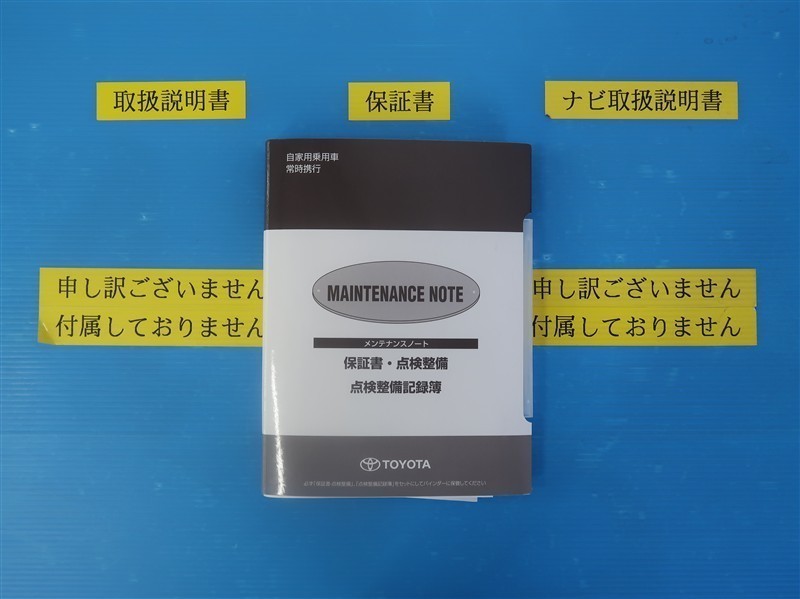 取扱説明書
保証書
ナビ取扱説明書
申し訳ございません
付属しておりません
自家用乗用車
常時携行
MAINTENANCE NOTE
メンテナンスノート
保証書・点検整備
点検整備記録簿
TOYOTA
申し訳ございません
付属しておりません